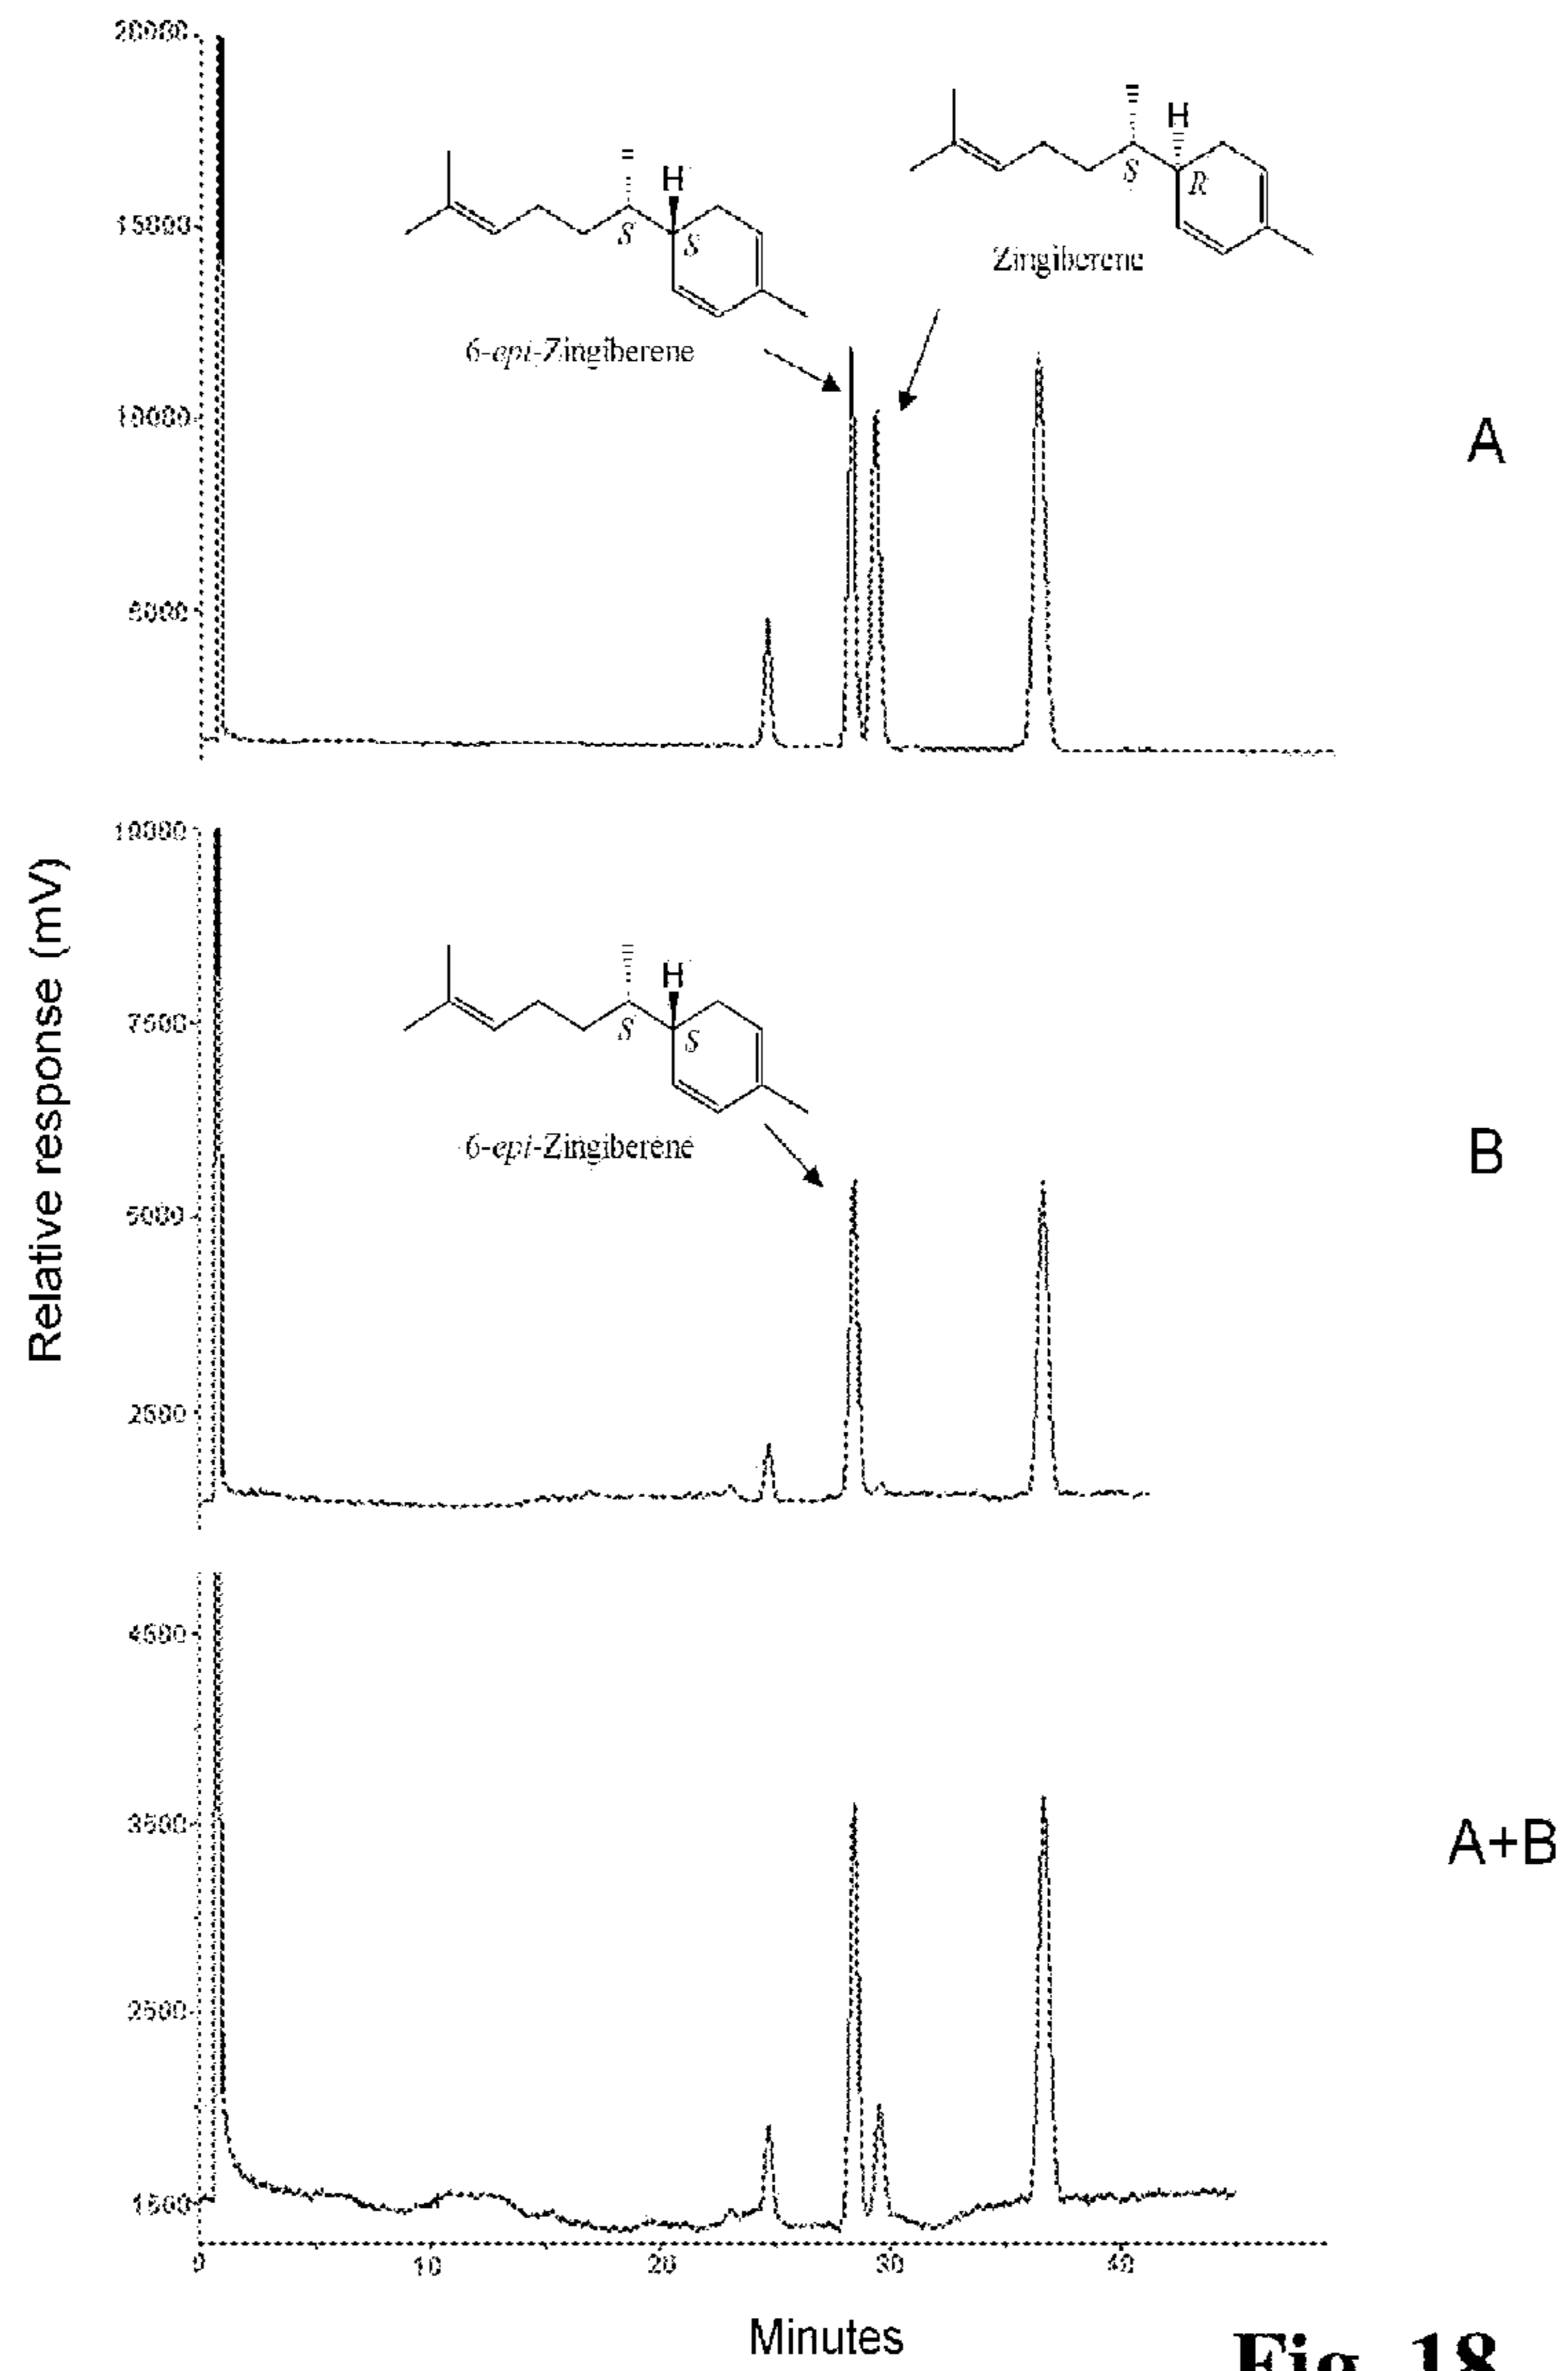 20000
H
H
S
R
15000
S
S
Zingiberene
6-epi-Zingiberene
10000
A
5000
10000
H
7500
S
S
B
6-epi-Zingiberene
5000
Relative response (mV)
2500
4500
3500
A+B
2500
1500
0 10 20 30 40
Minutes
Fig. 18